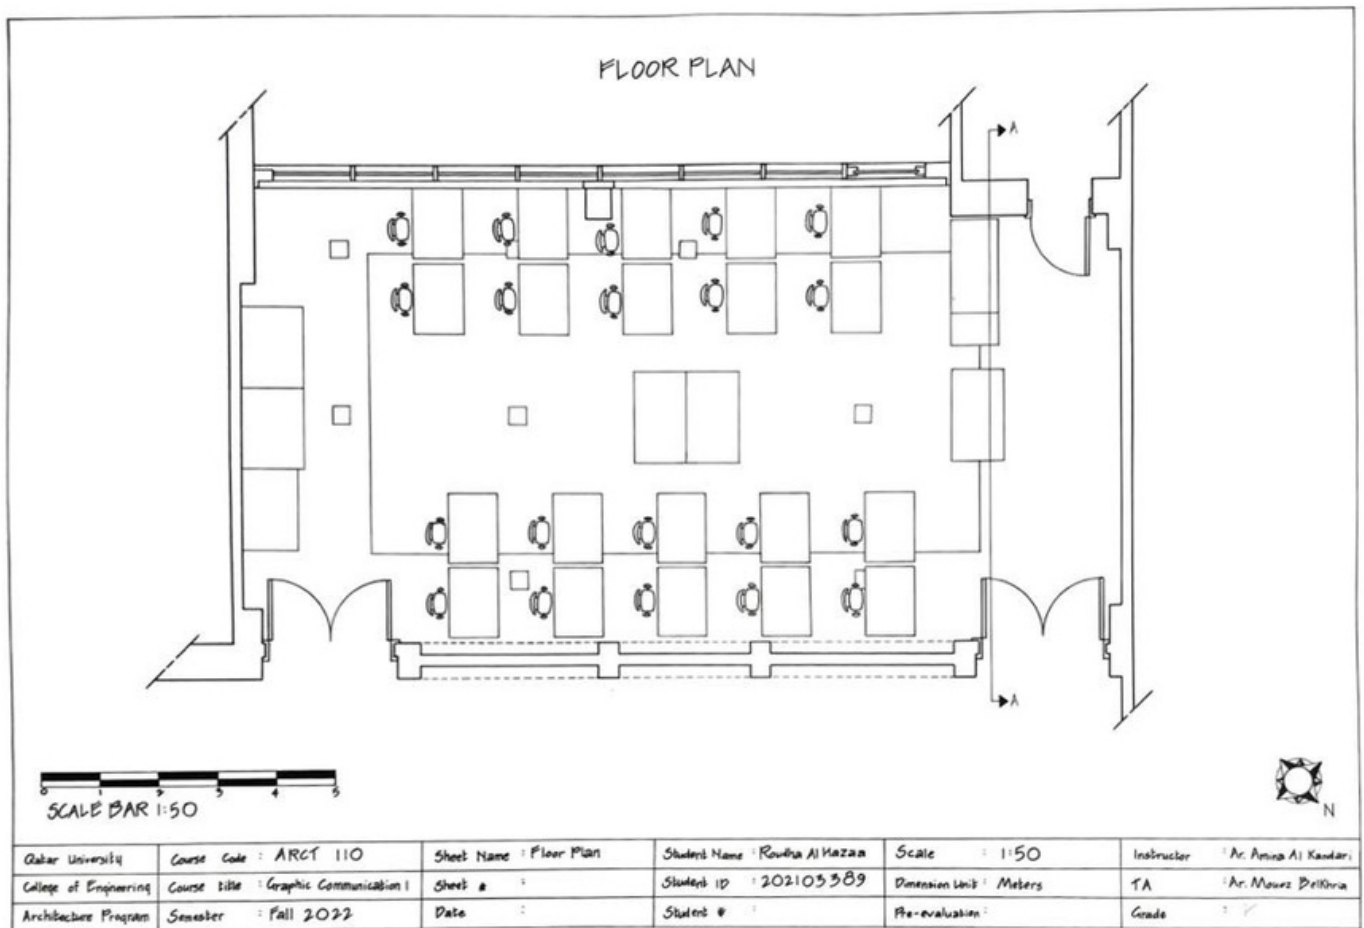 FLOOR PLAN
A
A
0 1 2 3 4 5
SCALE BAR 1:50
N
Qatar University
Course Code : ARCT 110
Sheet Name : Floor Plan
Student Name : Rowdha Al Hazaa
Scale : 1:50
Instructor : Ar. Amina Al Kandari
College of Engineering
Course title : Graphic Communication I
Sheet # :
Student ID : 202103389
Dimension Unit : Meters
TA : Ar. Mouez Belkhria
Architecture Program
Semester : Fall 2022
Date :
Student # :
Pre-evaluation :
Grade :